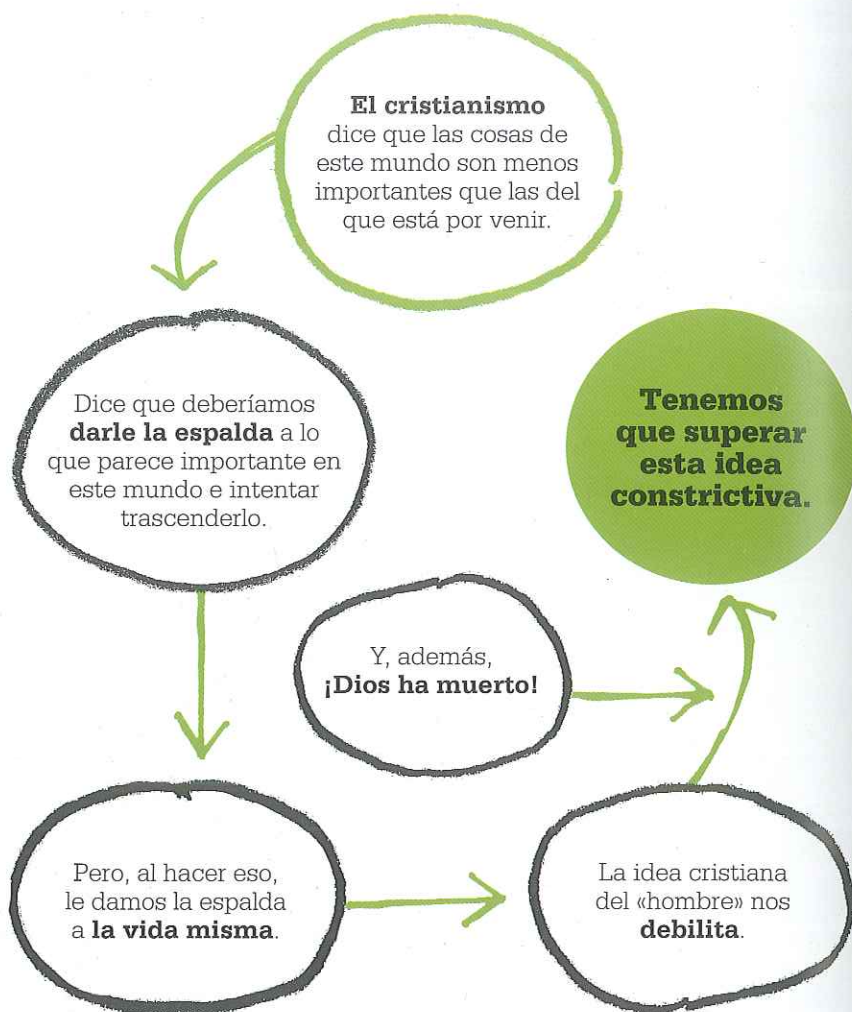 El cristianismo
dice que las cosas de
este mundo son menos
importantes que las del
que está por venir.
Dice que deberíamos
darle la espalda a lo
que parece importante en
este mundo e intentar
trascenderlo.
Pero, al hacer eso,
le damos la espalda
a la vida misma.
La idea cristiana
del «hombre» nos
debilita.
Y, además,
¡Dios ha muerto!
Tenemos
que superar
esta idea
constrictiva.